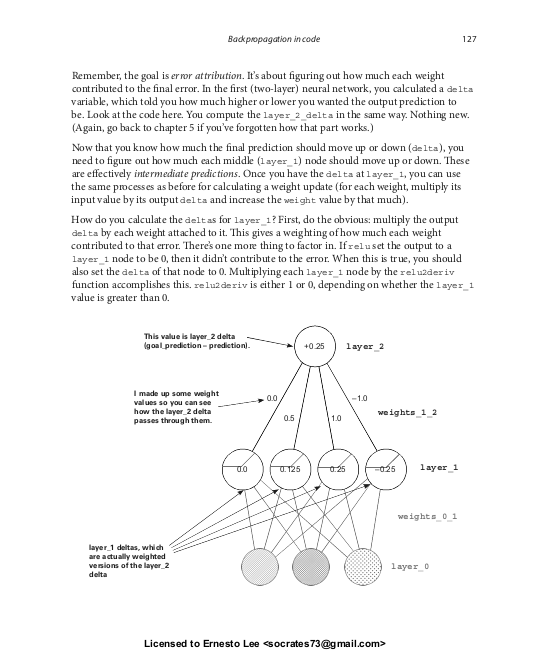 Backpropagation in code 127
Remember, the goal is error attribution. It's about figuring out how much each weight
contributed to the final error. In the first (two-layer) neural network, you calculated a delta
variable, which told you how much higher or lower you wanted the output prediction to
be. Look at the code here. You compute the layer_2_delta in the same way. Nothing new.
(Again, go back to chapter 5 if you've forgotten how that part works.)
Now that you know how much the final prediction should move up or down (delta), you
need to figure out how much each middle (layer_1) node should move up or down. These
are effectively intermediate predictions. Once you have the delta at layer_1, you can use
the same processes as before for calculating a weight update (for each weight, multiply its
input value by its output delta and increase the weight value by that much).
How do you calculate the deltas for layer_1? First, do the obvious: multiply the output
delta by each weight attached to it. This gives a weighting of how much each weight
contributed to that error. There's one more thing to factor in. If relu set the output to a
layer_1 node to be 0, then it didn't contribute to the error. When this is true, you should
also set the delta of that node to 0. Multiplying each layer_1 node by the relu2deriv
function accomplishes this. relu2deriv is either 1 or 0, depending on whether the layer_1
value is greater than 0.
This value is layer_2 delta
(goal_prediction – prediction).
+0.25
layer_2
I made up some weight
values so you can see
how the layer_2 delta
passes through them.
0.0
0.5
1.0
–1.0
weights_1_2
0.0
0.125
0.25
–0.25
layer_1
weights_0_1
layer_1 deltas, which
are actually weighted
versions of the layer_2
delta
layer_0
Licensed to Ernesto Lee <socrates73@gmail.com>